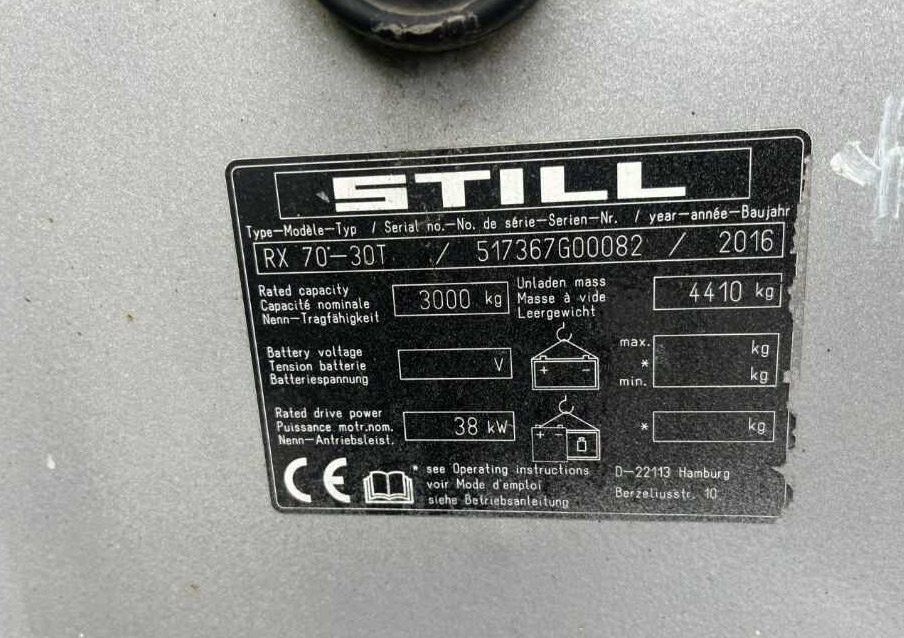 STILL
Type-Modèle-Typ / Serial no.-No. de série-Serien-Nr. / year-année-Baujahr
RX 70-30T / 517367G00082 / 2016
Rated capacity
Capacité nominale
Nenn-Tragfähigkeit
3000 kg
Unladen mass
Masse à vide
Leergewicht
4410 kg
Battery voltage
Tension batterie
Batteriespannung
V
+ -
max.
*
min.
kg
kg
Rated drive power
Puissance motr.nom.
Nenn-Antriebsleist.
38 kW
+ -
* kg
CE
* see Operating instructions
voir Mode d'emploi
siehe Betriebsanleitung
D-22113 Hamburg
Berzeliusstr. 10